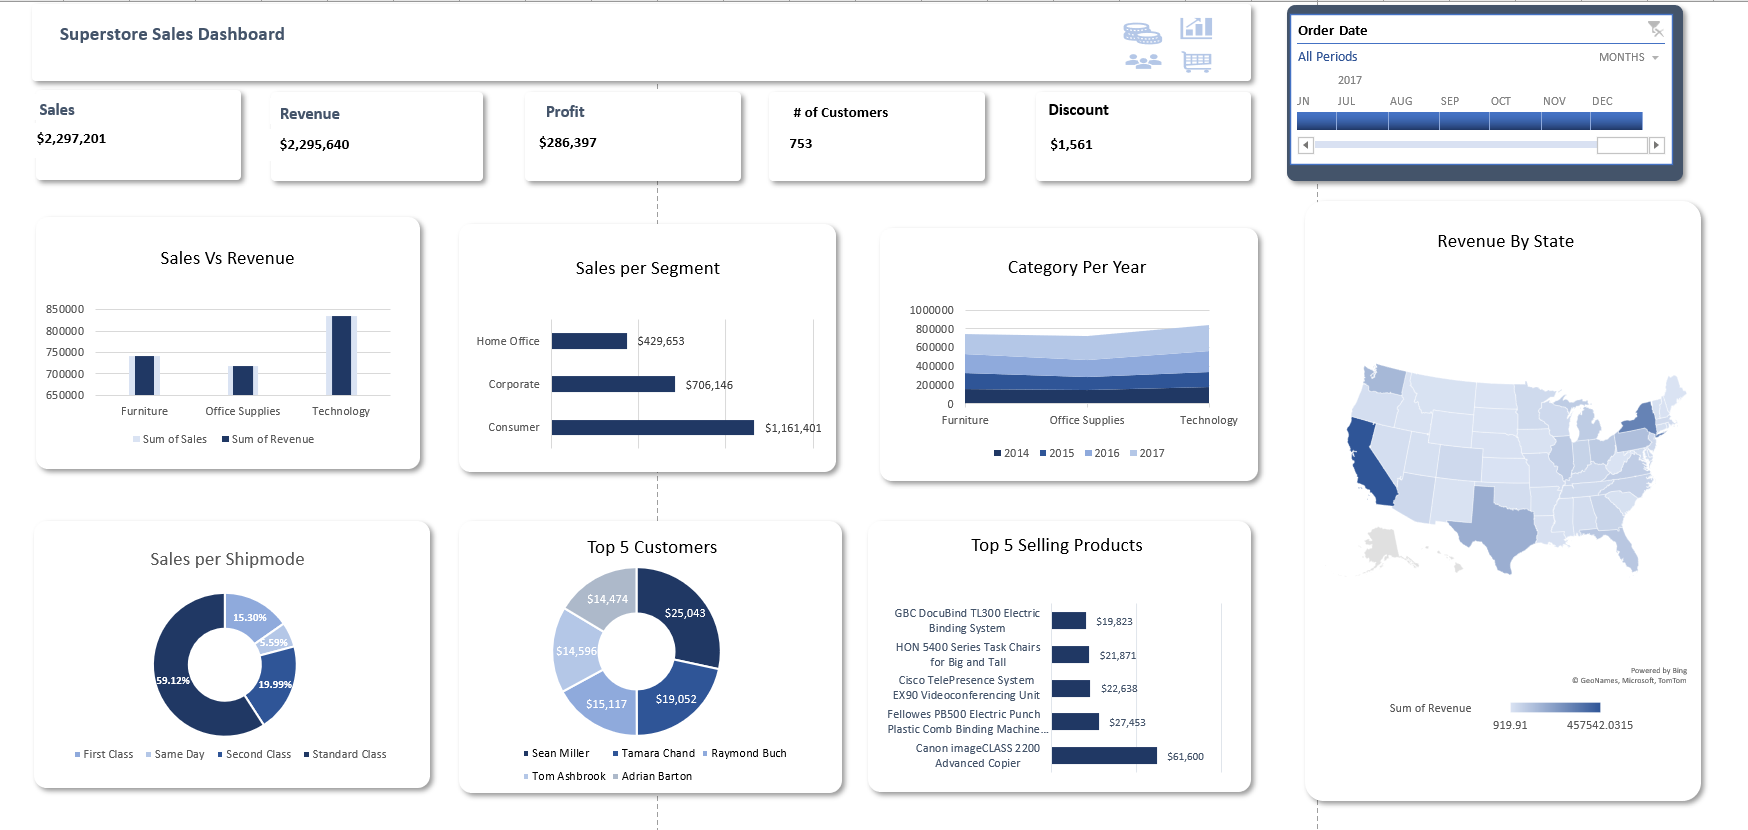 Superstore Sales Dashboard
Sales
$2,297,201
Revenue
$2,295,640
Profit
$286,397
# of Customers
753
Discount
$1,561
Order Date
All Periods
MONTHS
2017
JN JUL AUG SEP OCT NOV DEC
Sales Vs Revenue
850000
800000
750000
700000
650000
Furniture Office Supplies Technology
Sum of Sales Sum of Revenue
Sales per Segment
Home Office $429,653
Corporate $706,146
Consumer $1,161,401
Category Per Year
1000000
800000
600000
400000
200000
0
Furniture Office Supplies Technology
2014 2015 2016 2017
Revenue By State
Powered by Bing
© GeoNames, Microsoft, TomTom
Sum of Revenue
919.91 457542.0315
Sales per Shipmode
15.30%
5.59%
19.99%
59.12%
First Class Same Day Second Class Standard Class
Top 5 Customers
$25,043
$19,052
$15,117
$14,596
$14,474
Sean Miller Tamara Chand Raymond Buch
Tom Ashbrook Adrian Barton
Top 5 Selling Products
GBC DocuBind TL300 Electric
Binding System
$19,823
HON 5400 Series Task Chairs
for Big and Tall
$21,871
Cisco TelePresence System
EX90 Videoconferencing Unit
$22,638
Fellowes PB500 Electric Punch
Plastic Comb Binding Machine...
$27,453
Canon imageCLASS 2200
Advanced Copier
$61,600